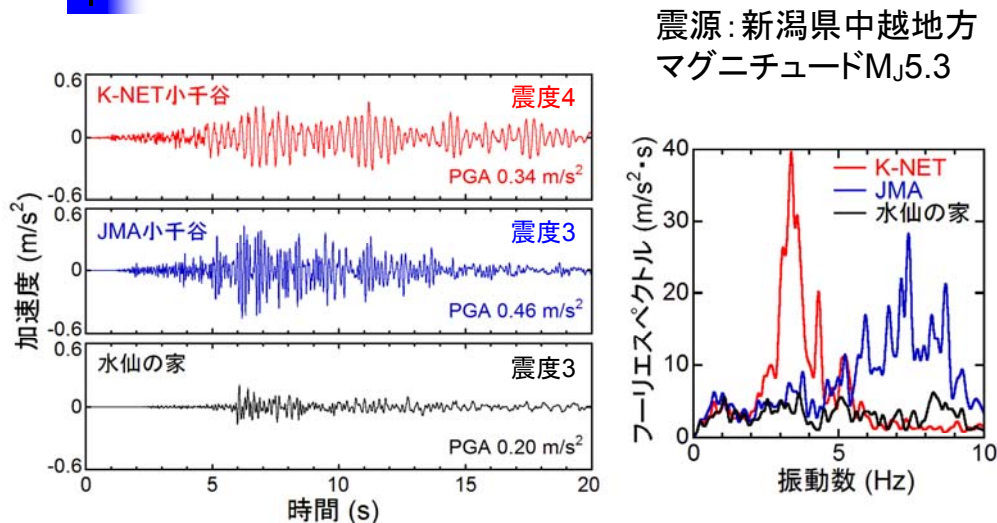 震源：新潟県中越地方
マグニチュードMJ5.3
加速度 (m/s²)
0.6
0
-0.6
K-NET小千谷
震度4
PGA 0.34 m/s²
0.6
0
-0.6
JMA小千谷
震度3
PGA 0.46 m/s²
0.6
0
-0.6
水仙の家
震度3
PGA 0.20 m/s²
0 5 10 15 20
時間 (s)
フーリエスペクトル (m/s²・s)
40
30
20
10
0
K-NET
JMA
水仙の家
0 5 10
振動数 (Hz)